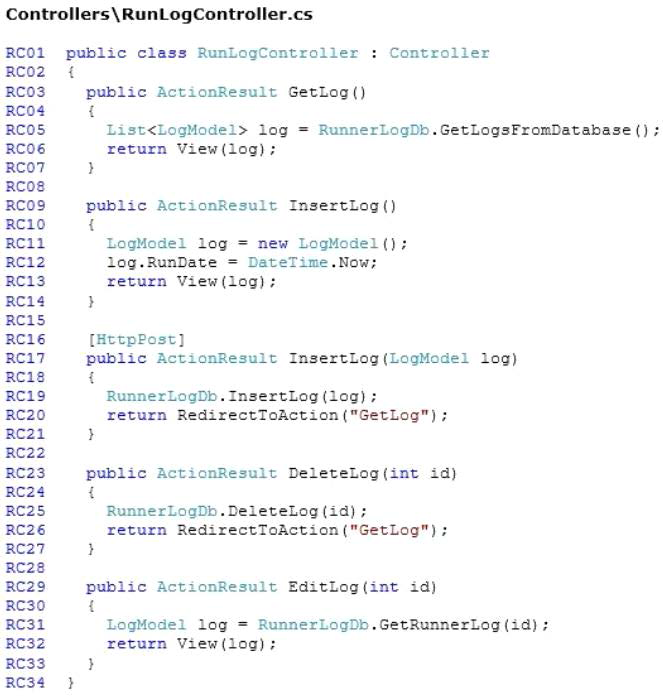 Controllers\RunLogController.cs
RC01 public class RunLogController : Controller
RC02 {
RC03 public ActionResult GetLog()
RC04 {
RC05 List<LogModel> log = RunnerLogDb.GetLogsFromDatabase();
RC06 return View(log);
RC07 }
RC08
RC09 public ActionResult InsertLog()
RC10 {
RC11 LogModel log = new LogModel();
RC12 log.RunDate = DateTime.Now;
RC13 return View(log);
RC14 }
RC15
RC16 [HttpPost]
RC17 public ActionResult InsertLog(LogModel log)
RC18 {
RC19 RunnerLogDb.InsertLog(log);
RC20 return RedirectToAction("GetLog");
RC21 }
RC22
RC23 public ActionResult DeleteLog(int id)
RC24 {
RC25 RunnerLogDb.DeleteLog(id);
RC26 return RedirectToAction("GetLog");
RC27 }
RC28
RC29 public ActionResult EditLog(int id)
RC30 {
RC31 LogModel log = RunnerLogDb.GetRunnerLog(id);
RC32 return View(log);
RC33 }
RC34 }